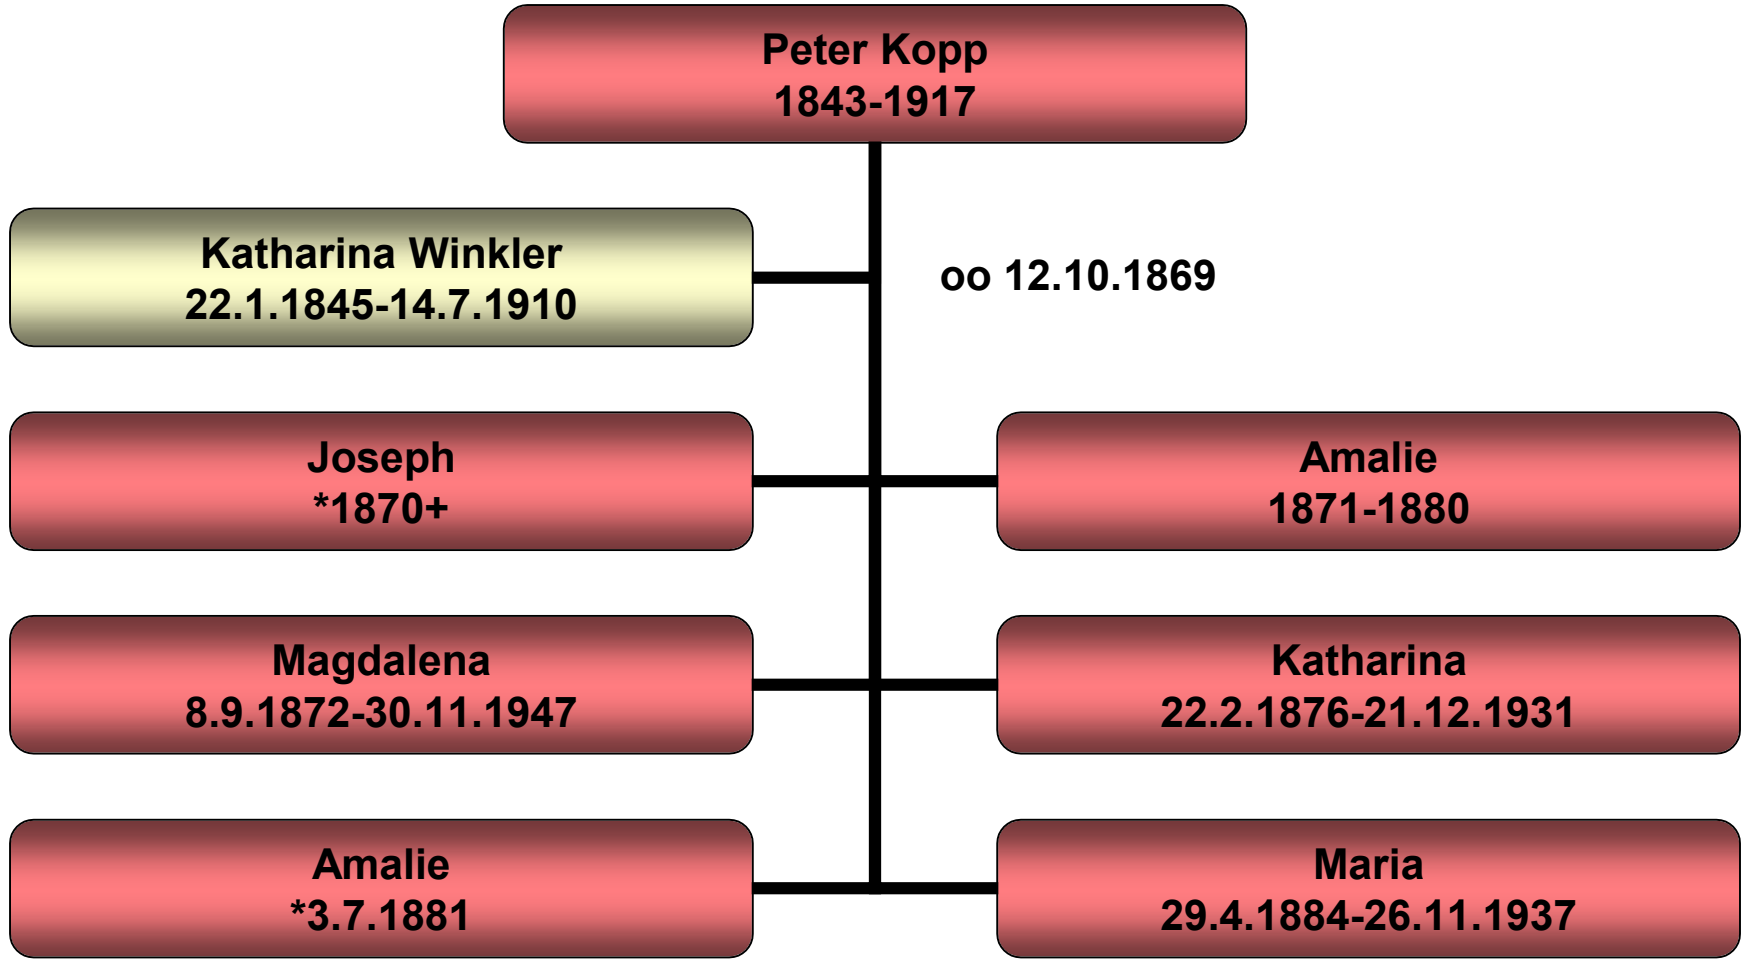 Peter Kopp
1843-1917
Katharina Winkler
22.1.1845-14.7.1910
oo 12.10.1869
Joseph
*1870+
Amalie
1871-1880
Magdalena
8.9.1872-30.11.1947
Katharina
22.2.1876-21.12.1931
Amalie
*3.7.1881
Maria
29.4.1884-26.11.1937